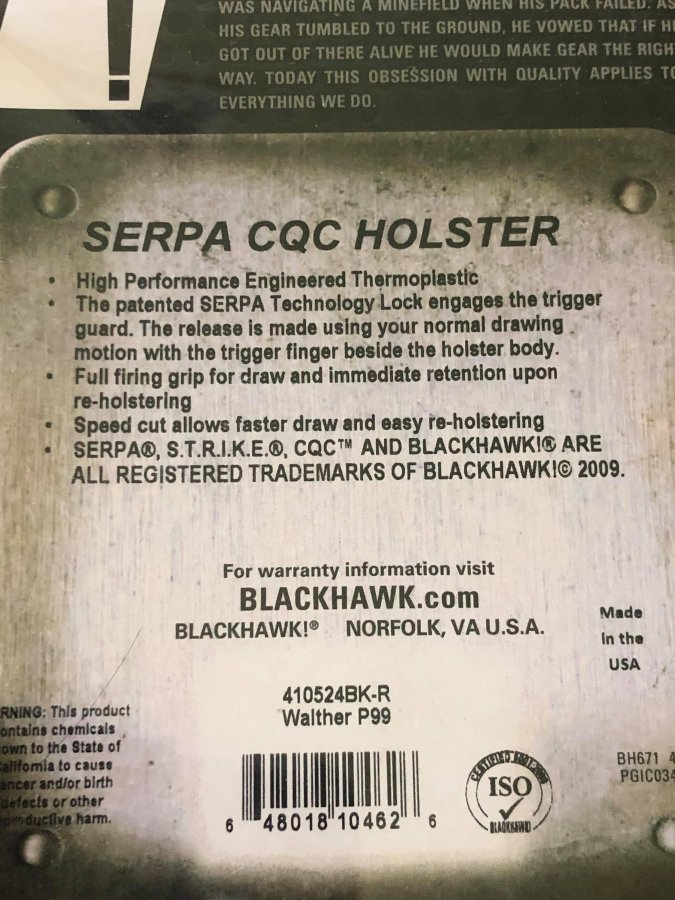 WAS NAVIGATING A MINEFIELD WHEN HIS PACK FAILED. AS
HIS GEAR TUMBLED TO THE GROUND, HE VOWED THAT IF HE
GOT OUT OF THERE ALIVE HE WOULD MAKE GEAR THE RIGHT
WAY. TODAY THIS OBSESSION WITH QUALITY APPLIES TO
EVERYTHING WE DO.
SERPA CQC HOLSTER
• High Performance Engineered Thermoplastic
• The patented SERPA Technology Lock engages the trigger
guard. The release is made using your normal drawing
motion with the trigger finger beside the holster body.
• Full firing grip for draw and immediate retention upon
re-holstering
• Speed cut allows faster draw and easy re-holstering
• SERPA®, S.T.R.I.K.E.®, CQC™ AND BLACKHAWK!® ARE
ALL REGISTERED TRADEMARKS OF BLACKHAWK!© 2009.
For warranty information visit
BLACKHAWK.com
BLACKHAWK!® NORFOLK, VA U.S.A.
Made
In the
USA
410524BK-R
Walther P99
RNING: This product
ontains chemicals
own to the State of
alifornia to cause
ancer and/or birth
defects or other
productive harm.
6 48018 10462 6
CERTIFIED
ISO
BLACKHAWK!
BH671 4
PGIC034